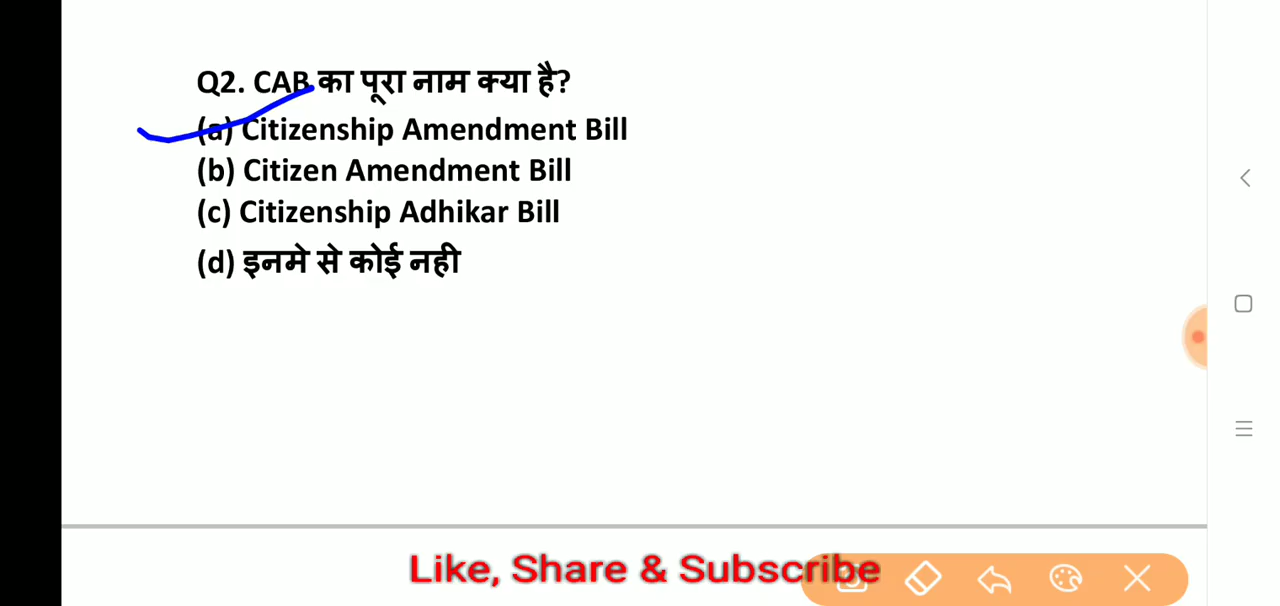 Q2. CAB का पूरा नाम क्या है?
(a) Citizenship Amendment Bill
(b) Citizen Amendment Bill
(c) Citizenship Adhikar Bill
(d) इनमे से कोई नही
Like, Share & Subscribe